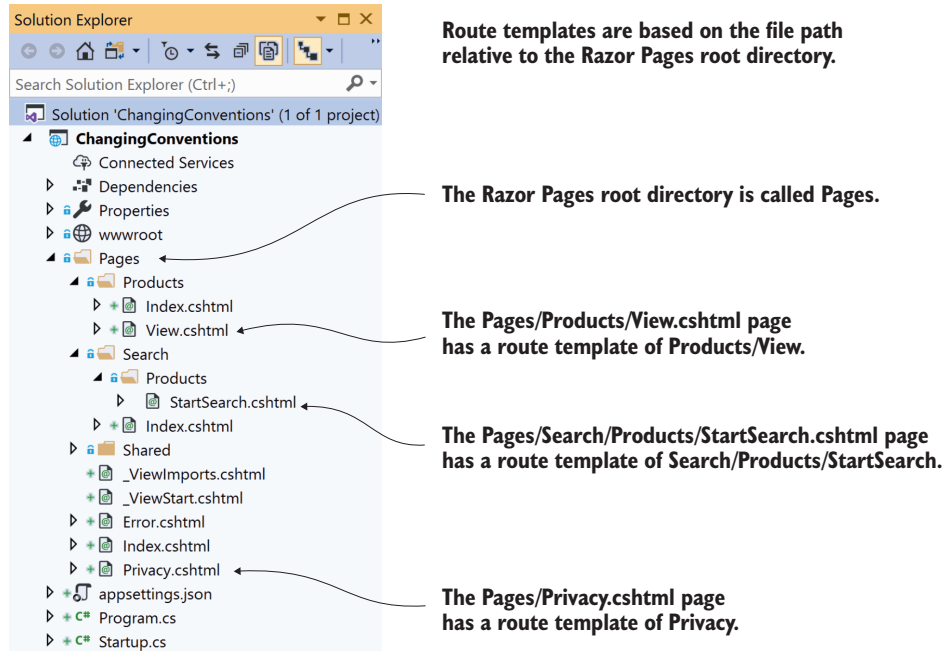 Solution Explorer
Search Solution Explorer (Ctrl+;)
Solution 'ChangingConventions' (1 of 1 project)
ChangingConventions
Connected Services
Dependencies
Properties
wwwroot
Pages
Products
Index.cshtml
View.cshtml
Search
Products
StartSearch.cshtml
Index.cshtml
Shared
_ViewImports.cshtml
_ViewStart.cshtml
Error.cshtml
Index.cshtml
Privacy.cshtml
appsettings.json
C# Program.cs
C# Startup.cs
Route templates are based on the file path
relative to the Razor Pages root directory.
The Razor Pages root directory is called Pages.
The Pages/Products/View.cshtml page
has a route template of Products/View.
The Pages/Search/Products/StartSearch.cshtml page
has a route template of Search/Products/StartSearch.
The Pages/Privacy.cshtml page
has a route template of Privacy.